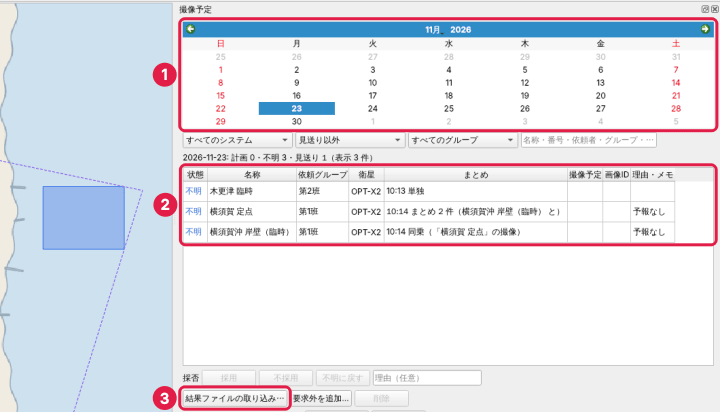 撮像予定
11月, 2026
日 月 火 水 木 金 土
25 26 27 28 29 30 31
1 2 3 4 5 6 7
8 9 10 11 12 13 14
1
15 16 17 18 19 20 21
22 23 24 25 26 27 28
29 30 1 2 3 4 5
すべてのシステム 見送り以外 すべてのグループ 名称・番号・依頼者・グループ・…
2026-11-23: 計画 0・不明 3・見送り 1（表示 3 件）
状態 名称 依頼グループ 衛星 まとめ 撮像予定 画像ID 理由・メモ
不明 木更津 臨時 第2班 OPT-X2 10:13 単独
2
不明 横須賀 定点 第1班 OPT-X2 10:14 まとめ 2 件（横須賀沖 岸壁（臨時） と） 予報なし
不明 横須賀沖 岸壁（臨時） 第1班 OPT-X2 10:14 同乗（「横須賀 定点」の撮像） 予報なし
採否 採用 不採用 不明に戻す 理由（任意）
3
結果ファイルの取り込み… 要求外を追加... 削除